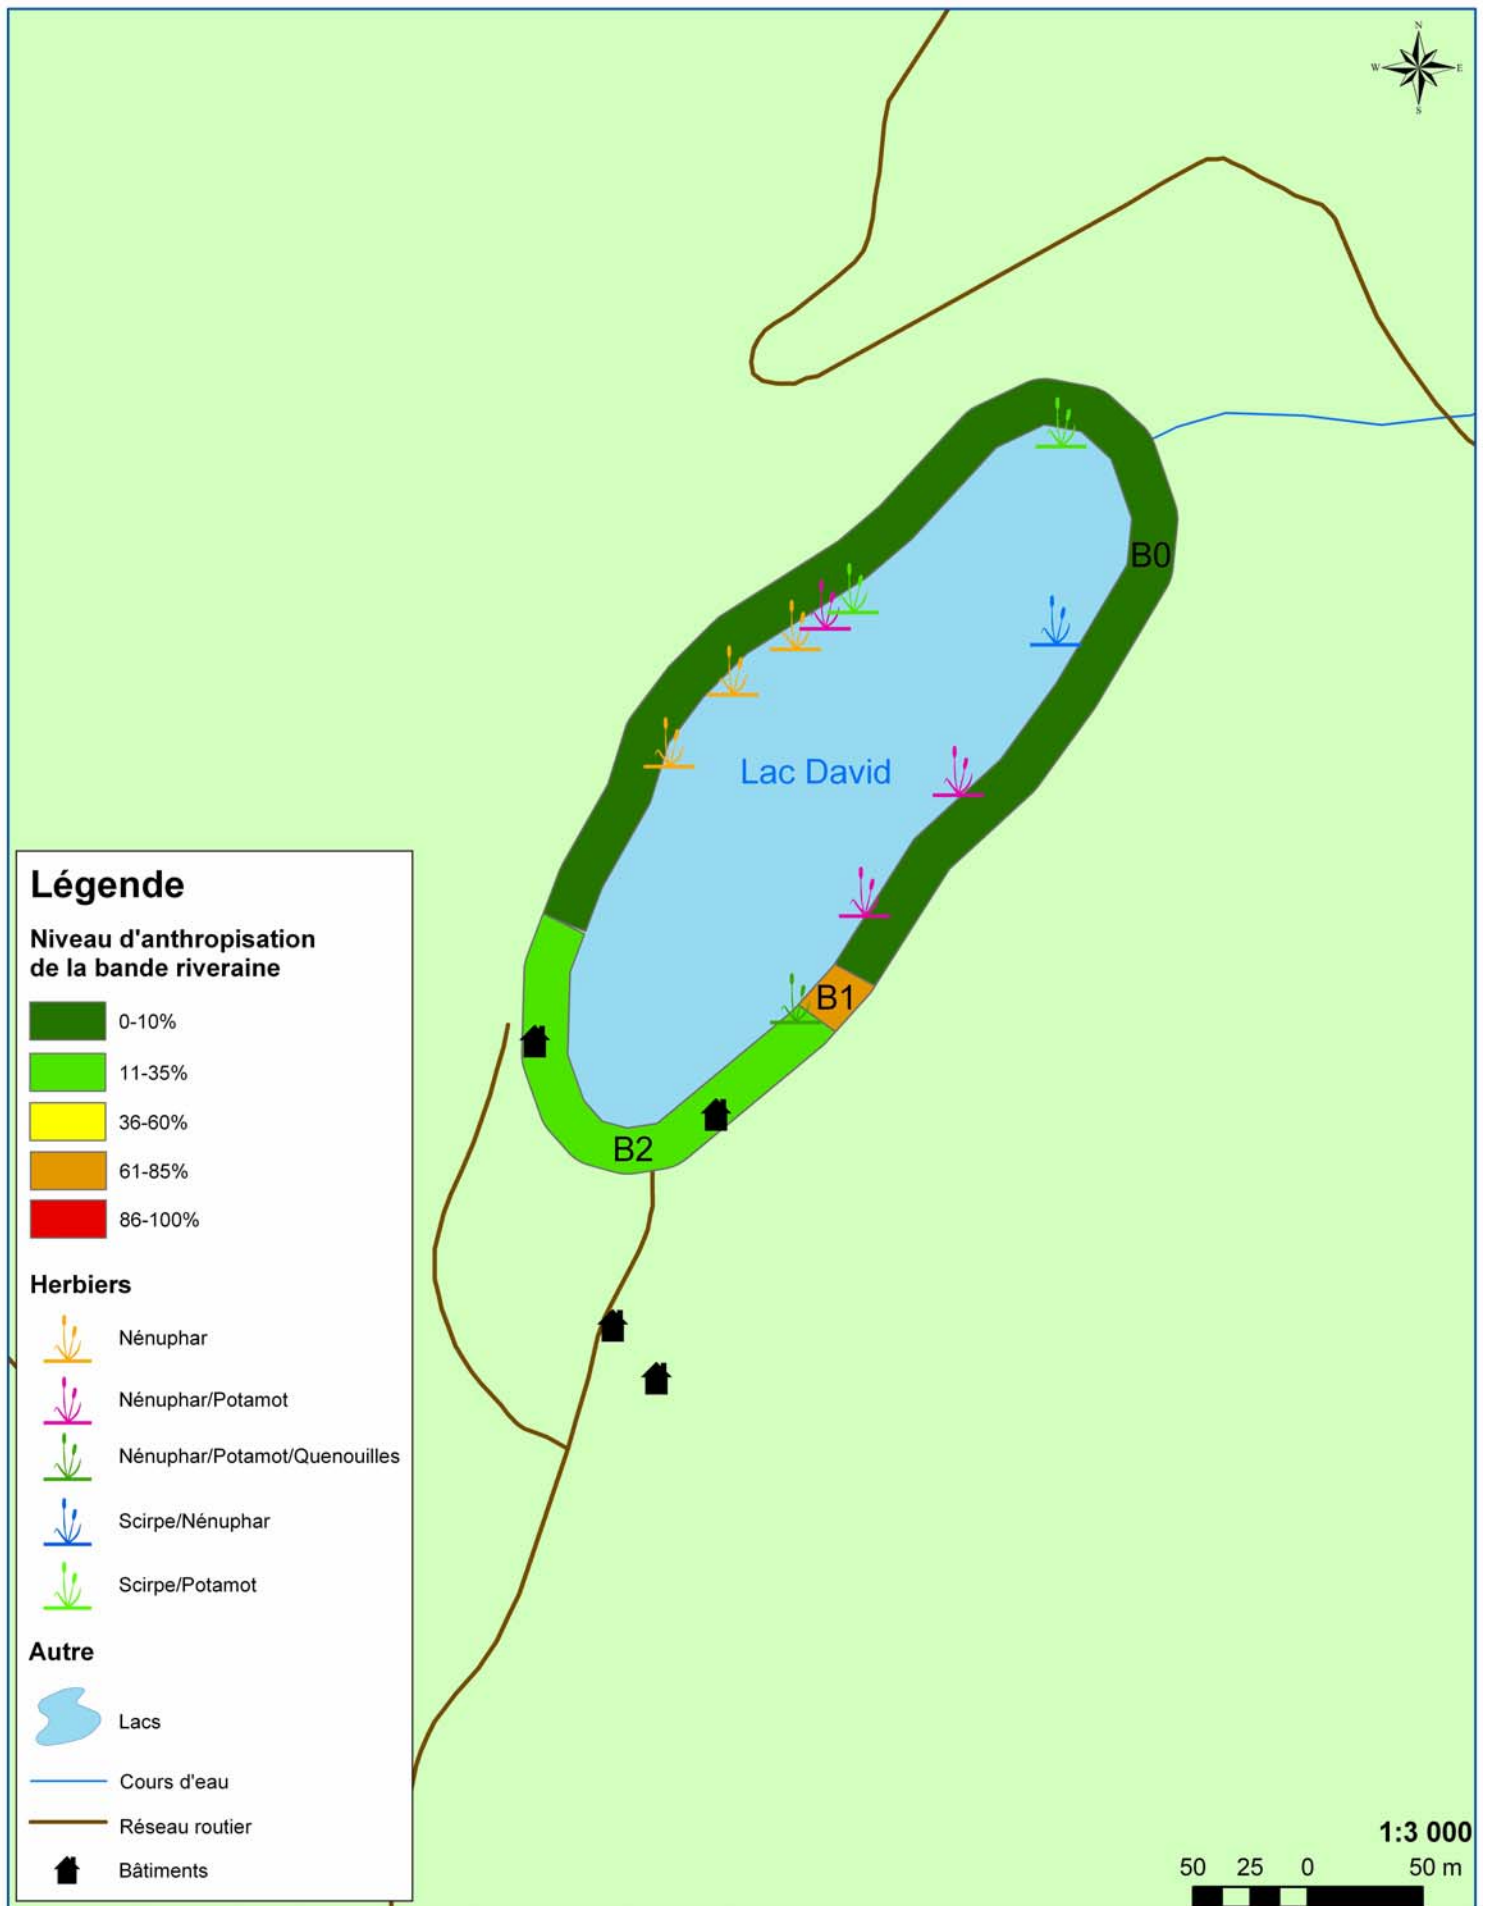 N
W E
S
B0
Lac David
B1
B2
Légende
Niveau d'anthropisation
de la bande riveraine
0-10%
11-35%
36-60%
61-85%
86-100%
Herbiers
Nénuphar
Nénuphar/Potamot
Nénuphar/Potamot/Quenouilles
Scirpe/Nénuphar
Scirpe/Potamot
Autre
Lacs
Cours d'eau
Réseau routier
Bâtiments
1:3 000
50 25 0 50 m